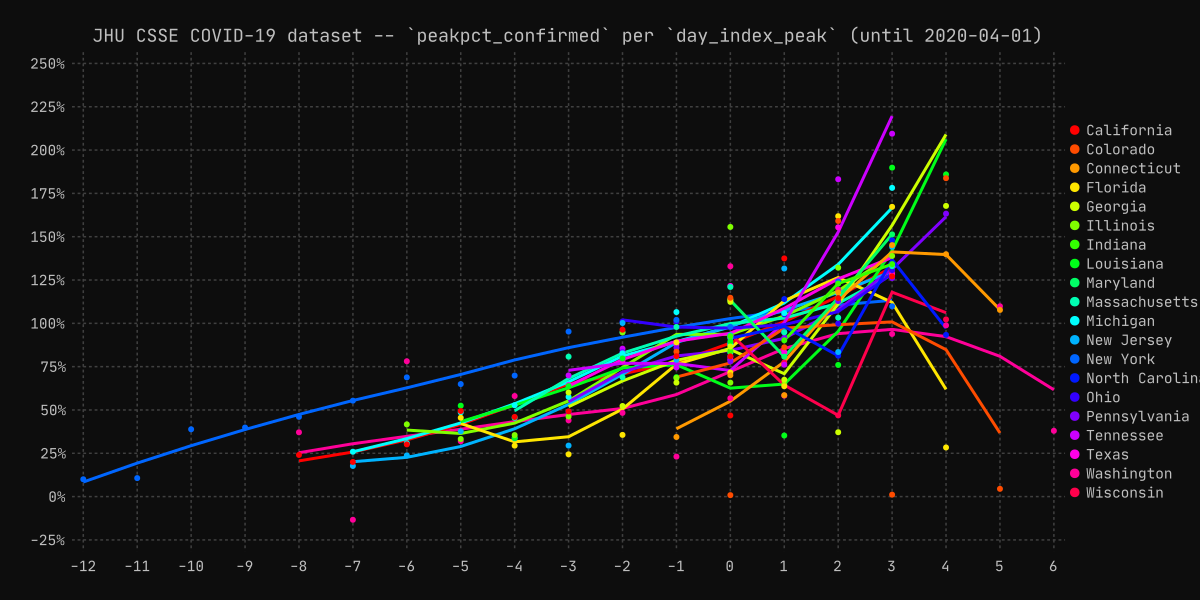 JHU CSSE COVID-19 dataset -- `peakpct_confirmed` per `day_index_peak` (until 2020-04-01)
250%
225%
200%
175%
150%
125%
100%
75%
50%
25%
0%
-25%
-12 -11 -10 -9 -8 -7 -6 -5 -4 -3 -2 -1 0 1 2 3 4 5 6
California
Colorado
Connecticut
Florida
Georgia
Illinois
Indiana
Louisiana
Maryland
Massachusetts
Michigan
New Jersey
New York
North Carolin
Ohio
Pennsylvania
Tennessee
Texas
Washington
Wisconsin